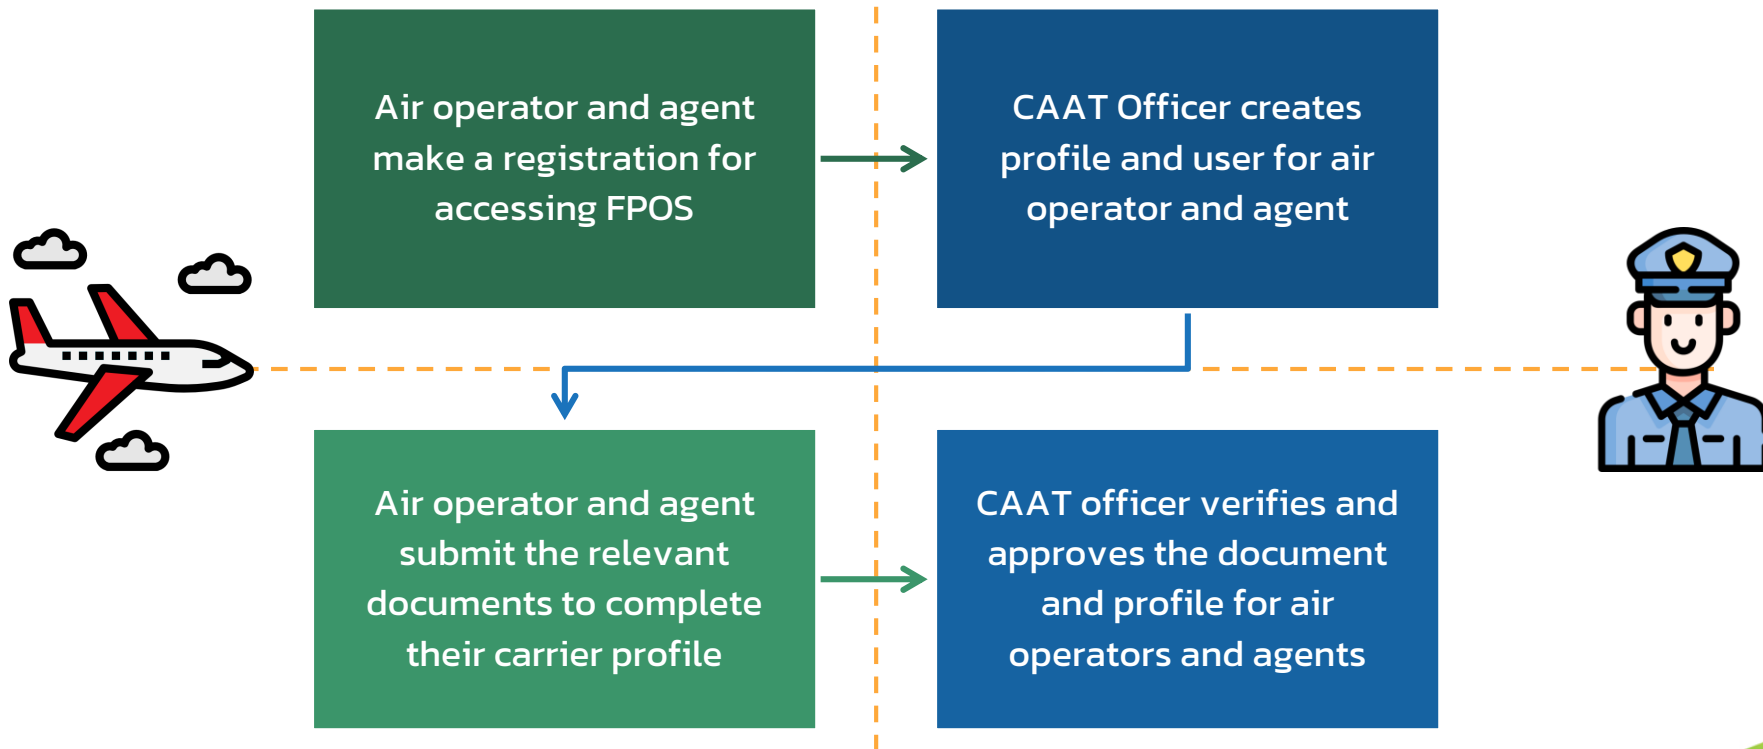 Air operator and agent
make a registration for
accessing FPOS
CAAT Officer creates
profile and user for air
operator and agent
Air operator and agent
submit the relevant
documents to complete
their carrier profile
CAAT officer verifies and
approves the document
and profile for air
operators and agents